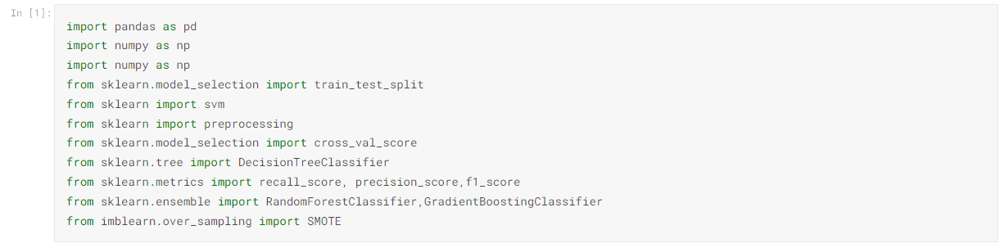 In [1]:
import pandas as pd
import numpy as np
import numpy as np
from sklearn.model_selection import train_test_split
from sklearn import svm
from sklearn import preprocessing
from sklearn.model_selection import cross_val_score
from sklearn.tree import DecisionTreeClassifier
from sklearn.metrics import recall_score, precision_score,f1_score
from sklearn.ensemble import RandomForestClassifier,GradientBoostingClassifier
from imblearn.over_sampling import SMOTE